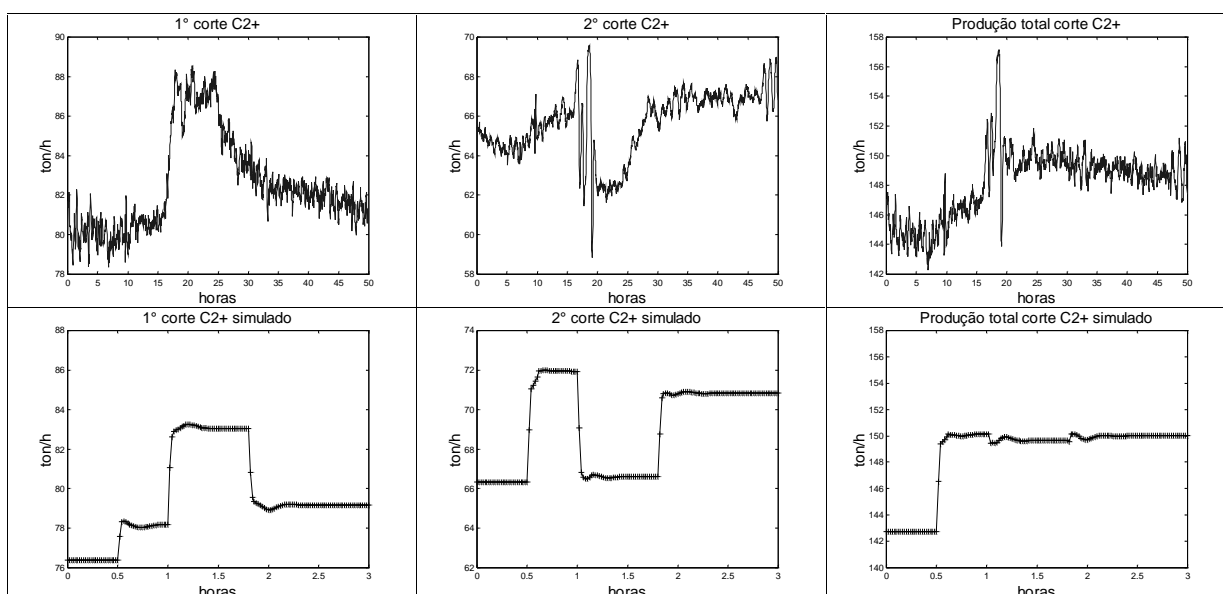 1° corte C2+
90
88
86
84
82
80
78
ton/h
0 5 10 15 20 25 30 35 40 45 50
horas
2° corte C2+
70
68
66
64
62
60
58
ton/h
0 5 10 15 20 25 30 35 40 45 50
horas
Produção total corte C2+
158
156
154
152
150
148
146
144
142
ton/h
0 5 10 15 20 25 30 35 40 45 50
horas
1° corte C2+ simulado
88
86
84
82
80
78
76
ton/h
0 0.5 1 1.5 2 2.5 3
horas
2° corte C2+ simulado
74
72
70
68
66
64
62
ton/h
0 0.5 1 1.5 2 2.5 3
horas
Produção total corte C2+ simulado
158
156
154
152
150
148
146
144
142
140
ton/h
0 0.5 1 1.5 2 2.5 3
horas